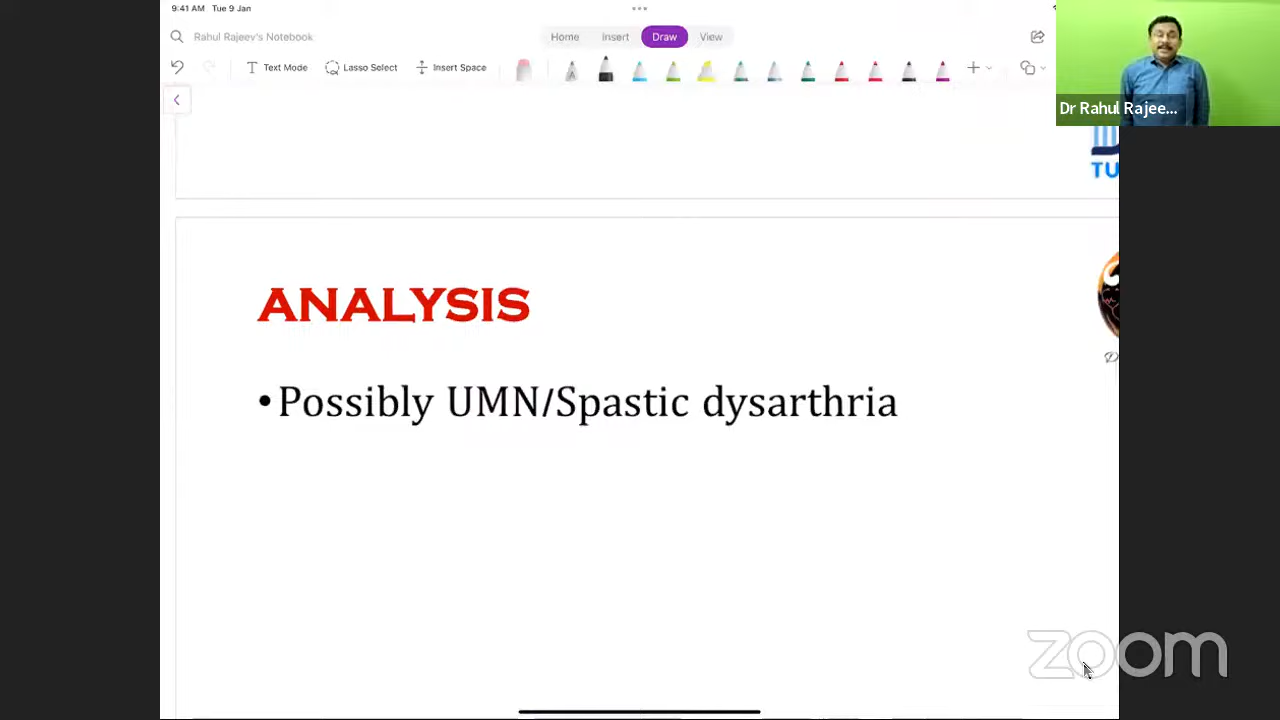 9:41 AM Tue 9 Jan
Rahul Rajeev's Notebook
Home Insert Draw View
Text Mode Lasso Select Insert Space
Dr Rahul Rajee...
TU
ANALYSIS
•Possibly UMN/Spastic dysarthria
zoom